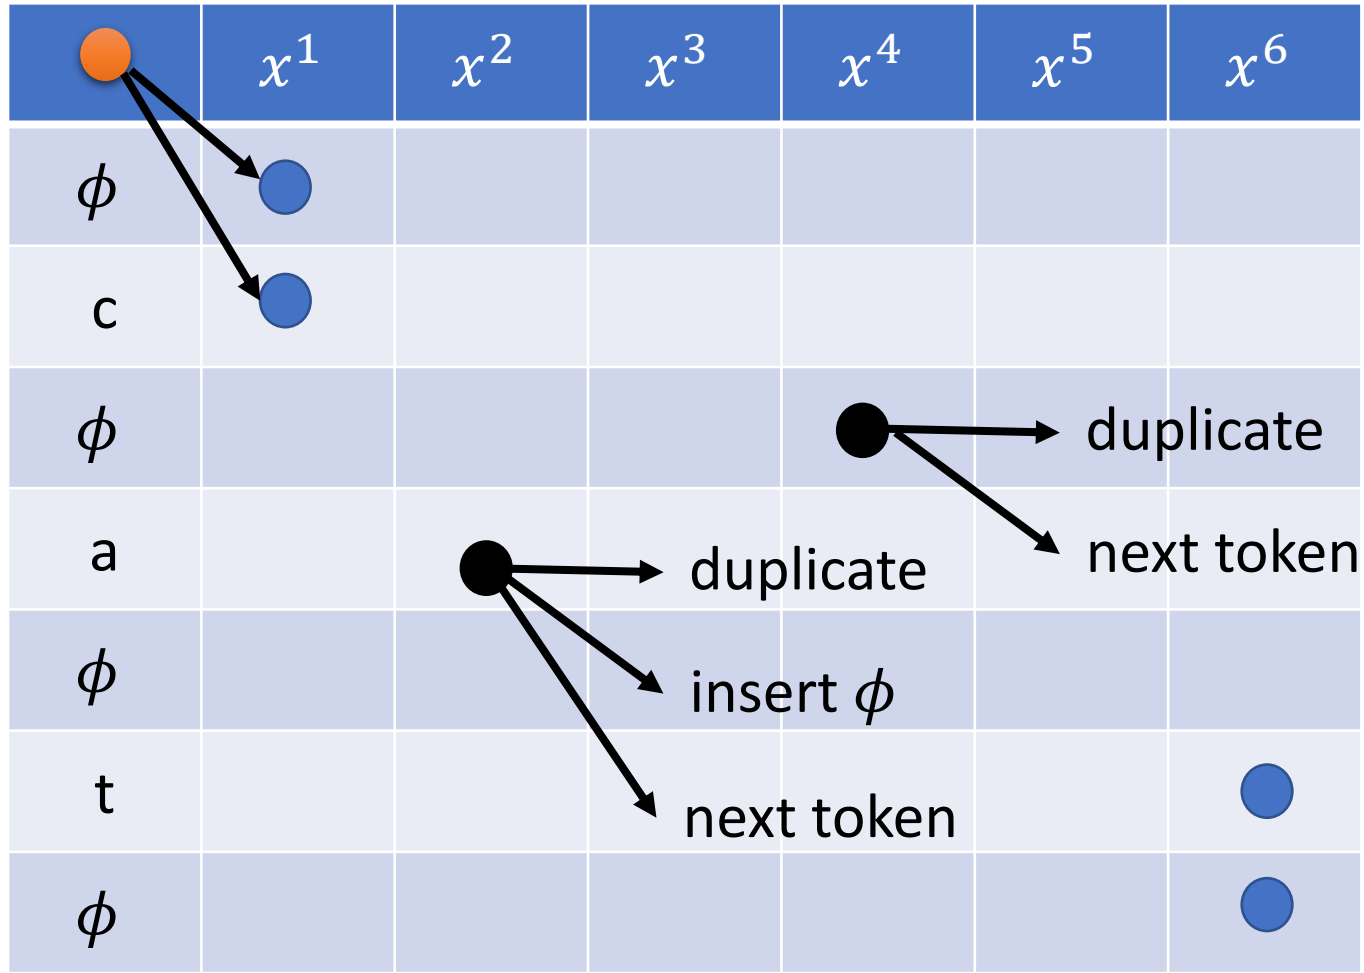 x¹ x² x³ x⁴ x⁵ x⁶
ϕ
c
ϕ
duplicate
a
duplicate
next token
ϕ
insert ϕ
t
next token
ϕ